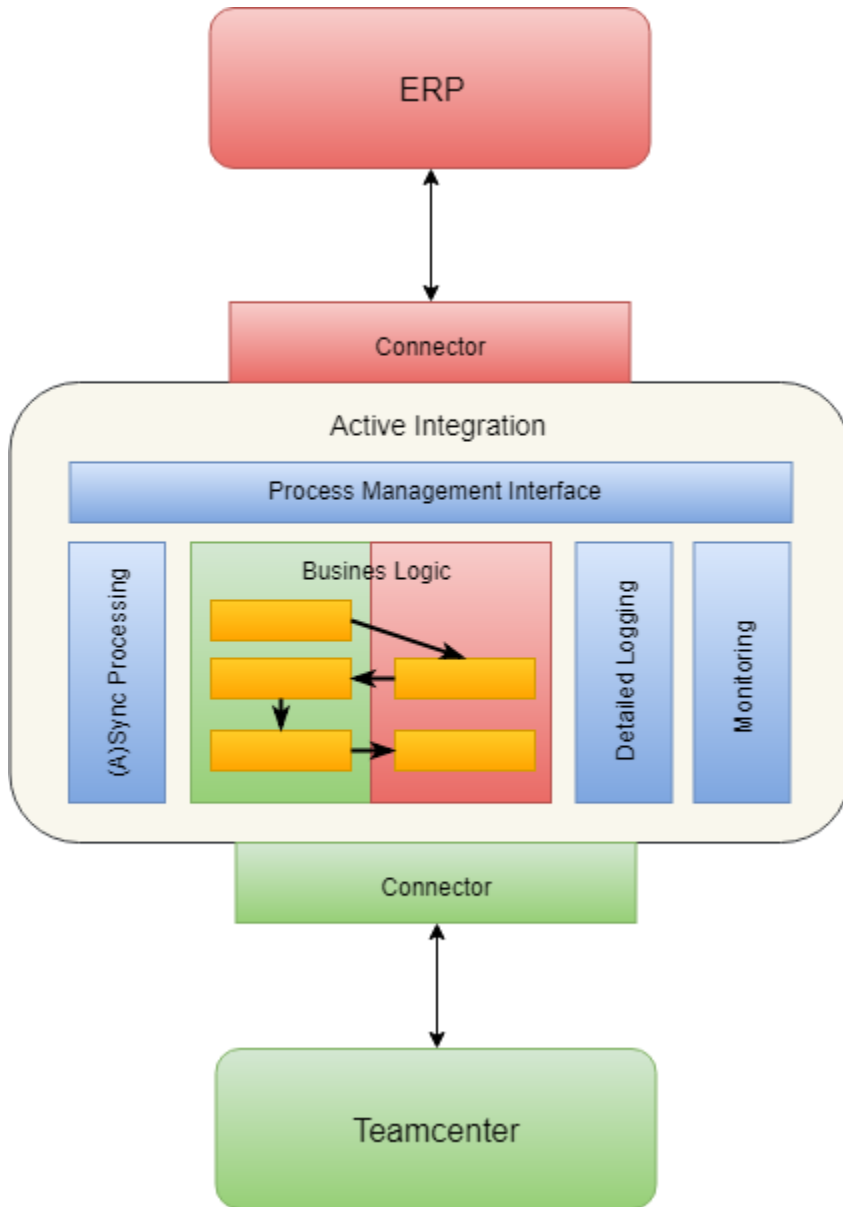 ERP
Connector
Active Integration
Process Management Interface
(A)Sync Processing
Busines Logic
Detailed Logging
Monitoring
Connector
Teamcenter